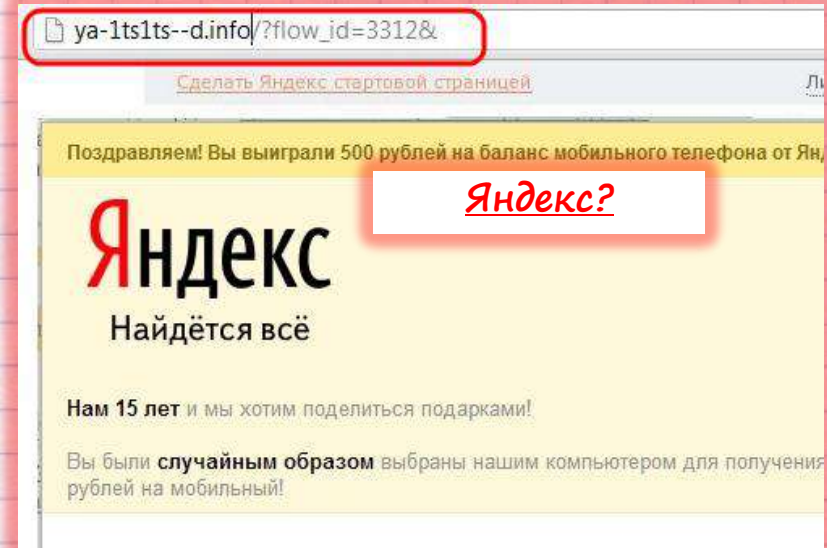 ya-1ts1ts--d.info/?flow_id=3312&
Сделать Яндекс стартовой страницей
Поздравляем! Вы выиграли 500 рублей на баланс мобильного телефона от
Яндекс?
Яндекс
Найдётся всё
Нам 15 лет и мы хотим поделиться подарками!
Вы были случайным образом выбраны нашим компьютером для получения
рублей на мобильный!